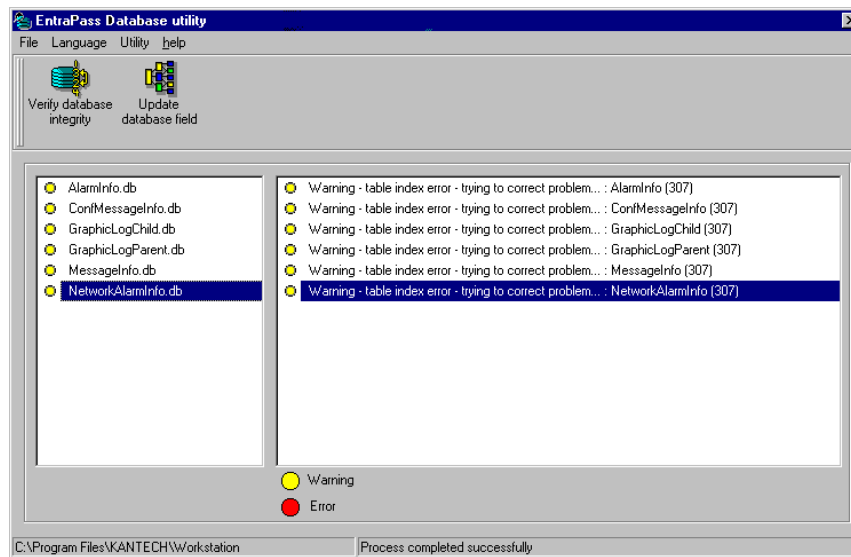 EntraPass Database utility
File Language Utility help
Verify database integrity
Update database field
AlarmInfo.db
ConfMessageInfo.db
GraphicLogChild.db
GraphicLogParent.db
MessageInfo.db
NetworkAlarmInfo.db
Warning - table index error - trying to correct problem... : AlarmInfo (307)
Warning - table index error - trying to correct problem... : ConfMessageInfo (307)
Warning - table index error - trying to correct problem... : GraphicLogChild (307)
Warning - table index error - trying to correct problem... : GraphicLogParent (307)
Warning - table index error - trying to correct problem... : MessageInfo (307)
Warning - table index error - trying to correct problem... : NetworkAlarmInfo (307)
Warning
Error
C:\Program Files\KANTECH\Workstation
Process completed successfully